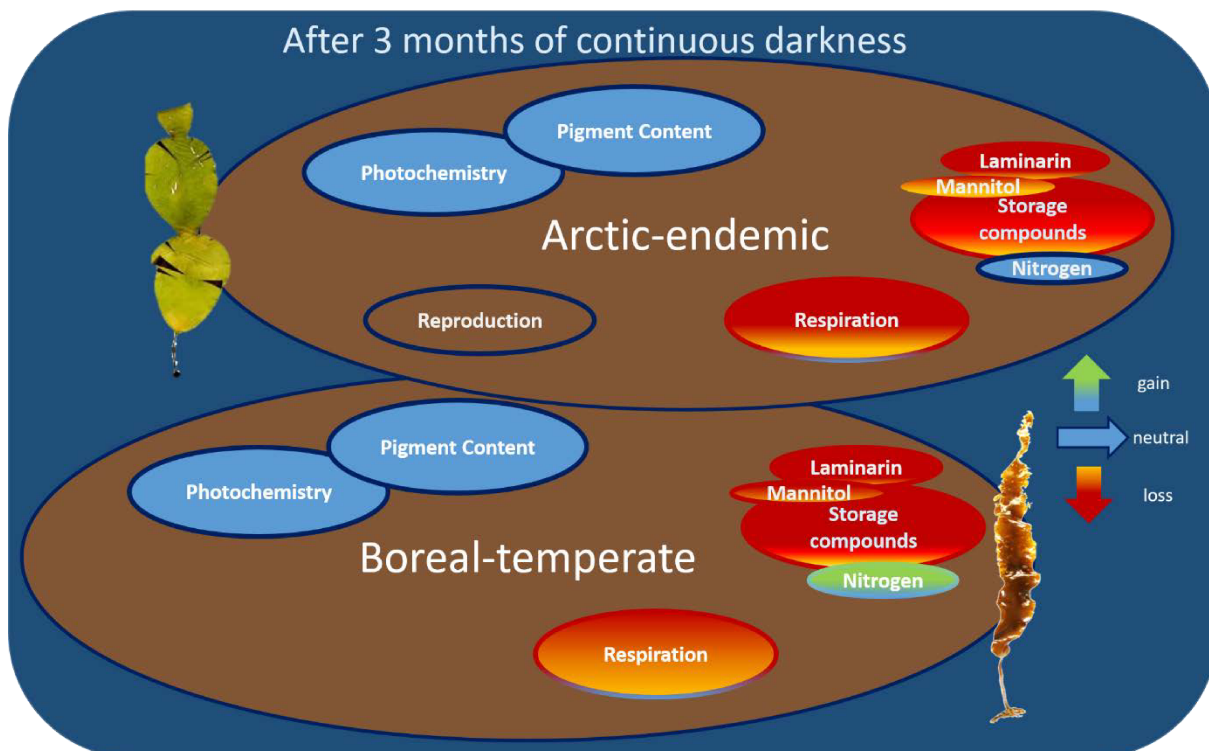 After 3 months of continuous darkness
Pigment Content
Photochemistry
Laminarin
Mannitol
Storage
compounds
Nitrogen
Arctic-endemic
Reproduction
Respiration
gain
neutral
loss
Pigment Content
Photochemistry
Laminarin
Mannitol
Storage
compounds
Nitrogen
Boreal-temperate
Respiration